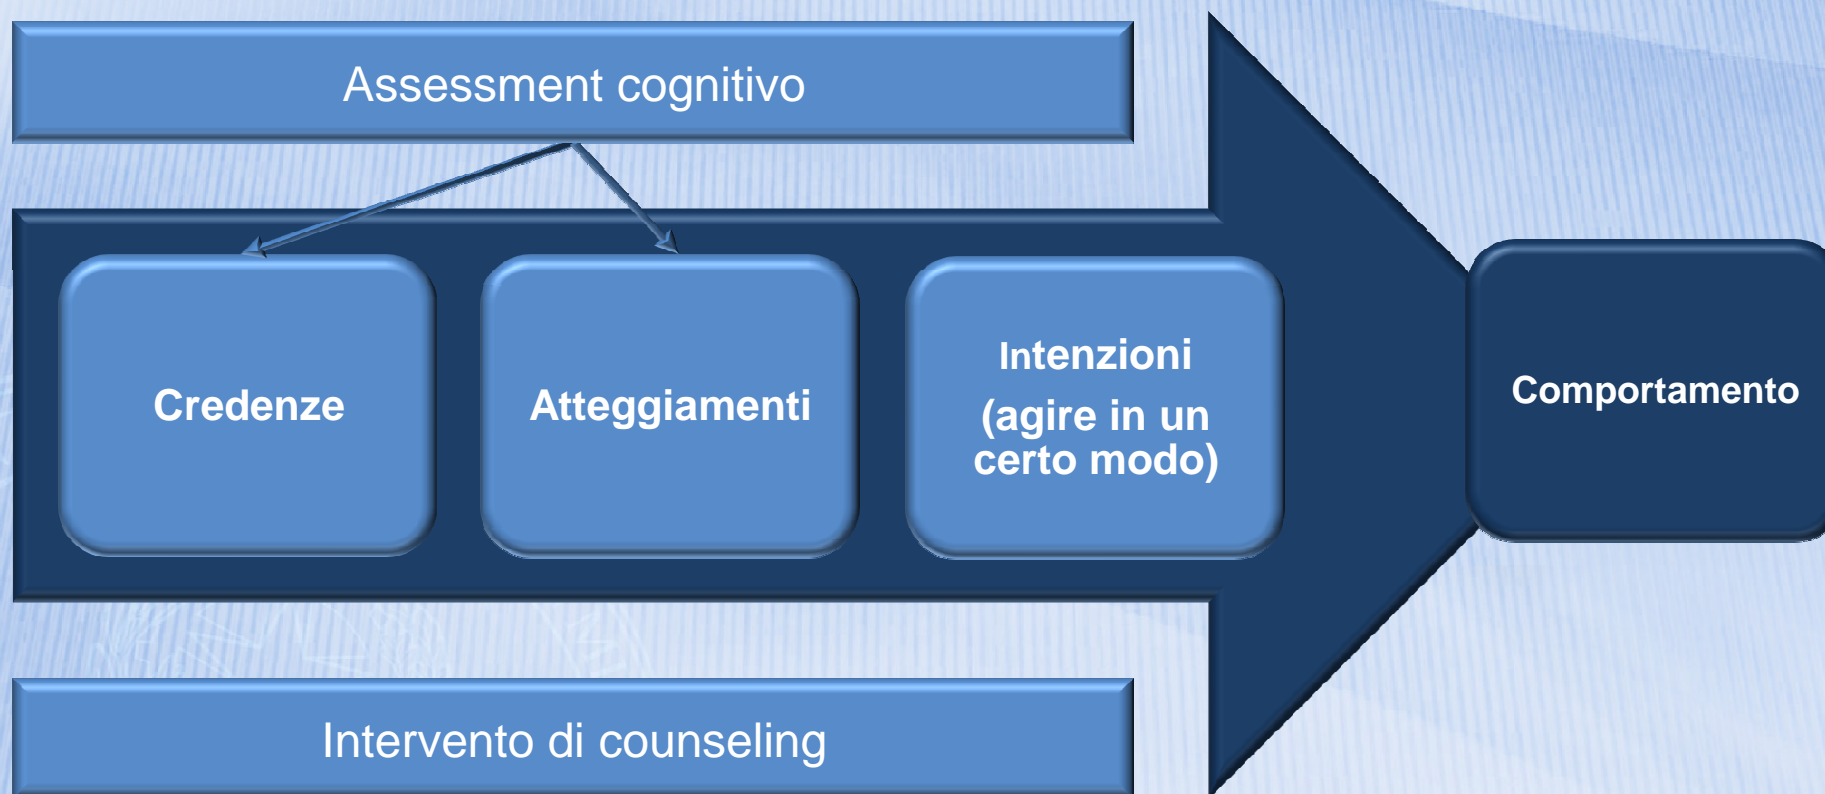 Assessment cognitivo
Credenze
Atteggiamenti
Intenzioni
(agire in un
certo modo)
Comportamento
Intervento di counseling